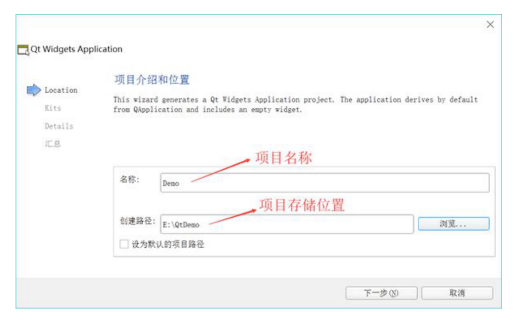 Qt Widgets Application
项目介绍和位置
Location
This wizard generates a Qt Widgets Application project. The application derives by default
from QApplication and includes an empty widget.
Kits
Details
汇总
项目名称
名称:
Demo
项目存储位置
创建路径:
E:\QtDemo
浏览...
设为默认的项目路径
下一步(N)
取消